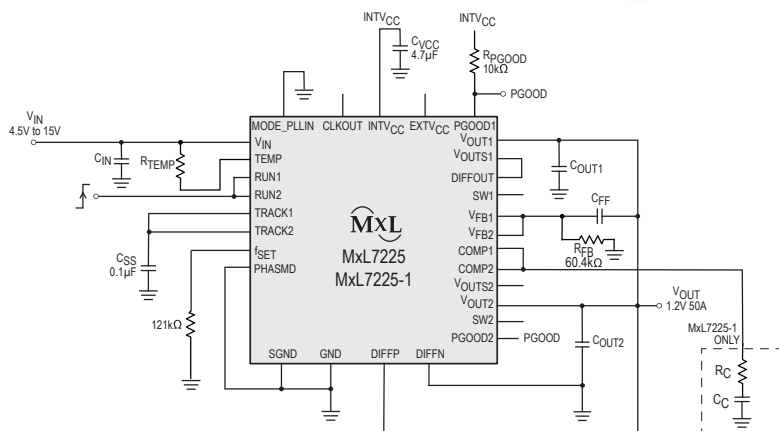 INTVCC
INTVCC
CVCC
4.7µF
RPGOOD
10kΩ
PGOOD
VIN
4.5V to 15V
MODE_PLLIN CLKOUT INTVCC EXTVCC PGOOD1
CIN
RTEMP
VIN
TEMP
RUN1
RUN2
TRACK1
TRACK2
fSET
PHASMD
CSS
0.1µF
121kΩ
MxL
MxL7225
MxL7225-1
VOUT1
VOUTS1
DIFFOUT
SW1
VFB1
VFB2
COMP1
COMP2
VOUTS2
VOUT2
SW2
PGOOD2
PGOOD
SGND GND DIFFP DIFFN
COUT1
CFF
RFB
60.4kΩ
COUT2
VOUT
1.2V 50A
MxL7225-1
ONLY
RC
CC